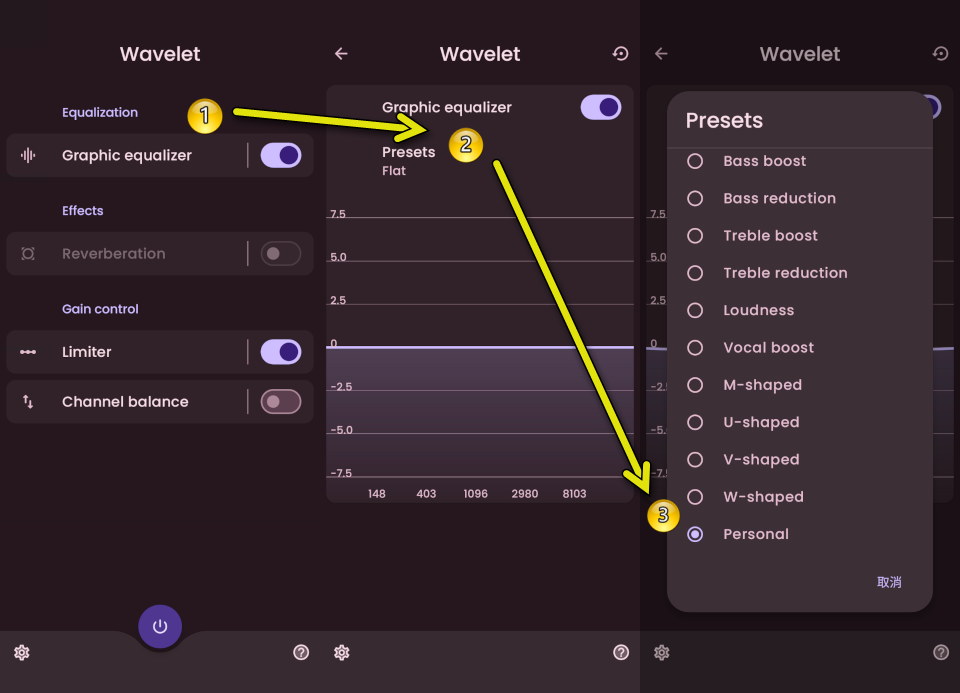 Wavelet
Equalization
1
Graphic equalizer
Effects
Reverberation
Gain control
Limiter
Channel balance
Wavelet
Graphic equalizer
2
Presets
Flat
7.5
5.0
2.5
0
-2.5
-5.0
-7.5
148 403 1096 2980 8103
Wavelet
Presets
Bass boost
Bass reduction
Treble boost
Treble reduction
Loudness
Vocal boost
M-shaped
U-shaped
V-shaped
W-shaped
3
Personal
取消
7.5
5.0
2.5
0
-2.
-5.
-7.